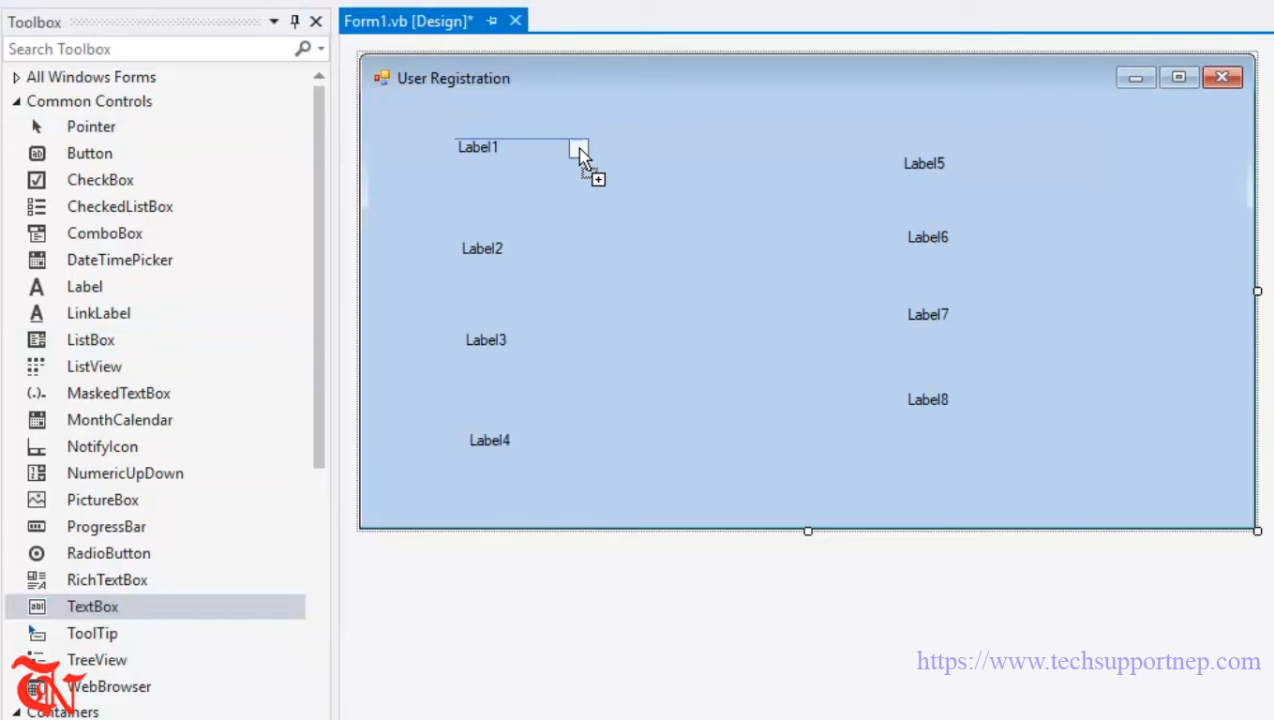 Toolbox
Search Toolbox
All Windows Forms
Common Controls
Pointer
Button
CheckBox
CheckedListBox
ComboBox
DateTimePicker
Label
LinkLabel
ListBox
ListView
MaskedTextBox
MonthCalendar
NotifyIcon
NumericUpDown
PictureBox
ProgressBar
RadioButton
RichTextBox
TextBox
ToolTip
TreeView
WebBrowser
Containers
Form1.vb [Design]*
User Registration
Label1
Label2
Label3
Label4
Label5
Label6
Label7
Label8
https://www.techsupportnep.com